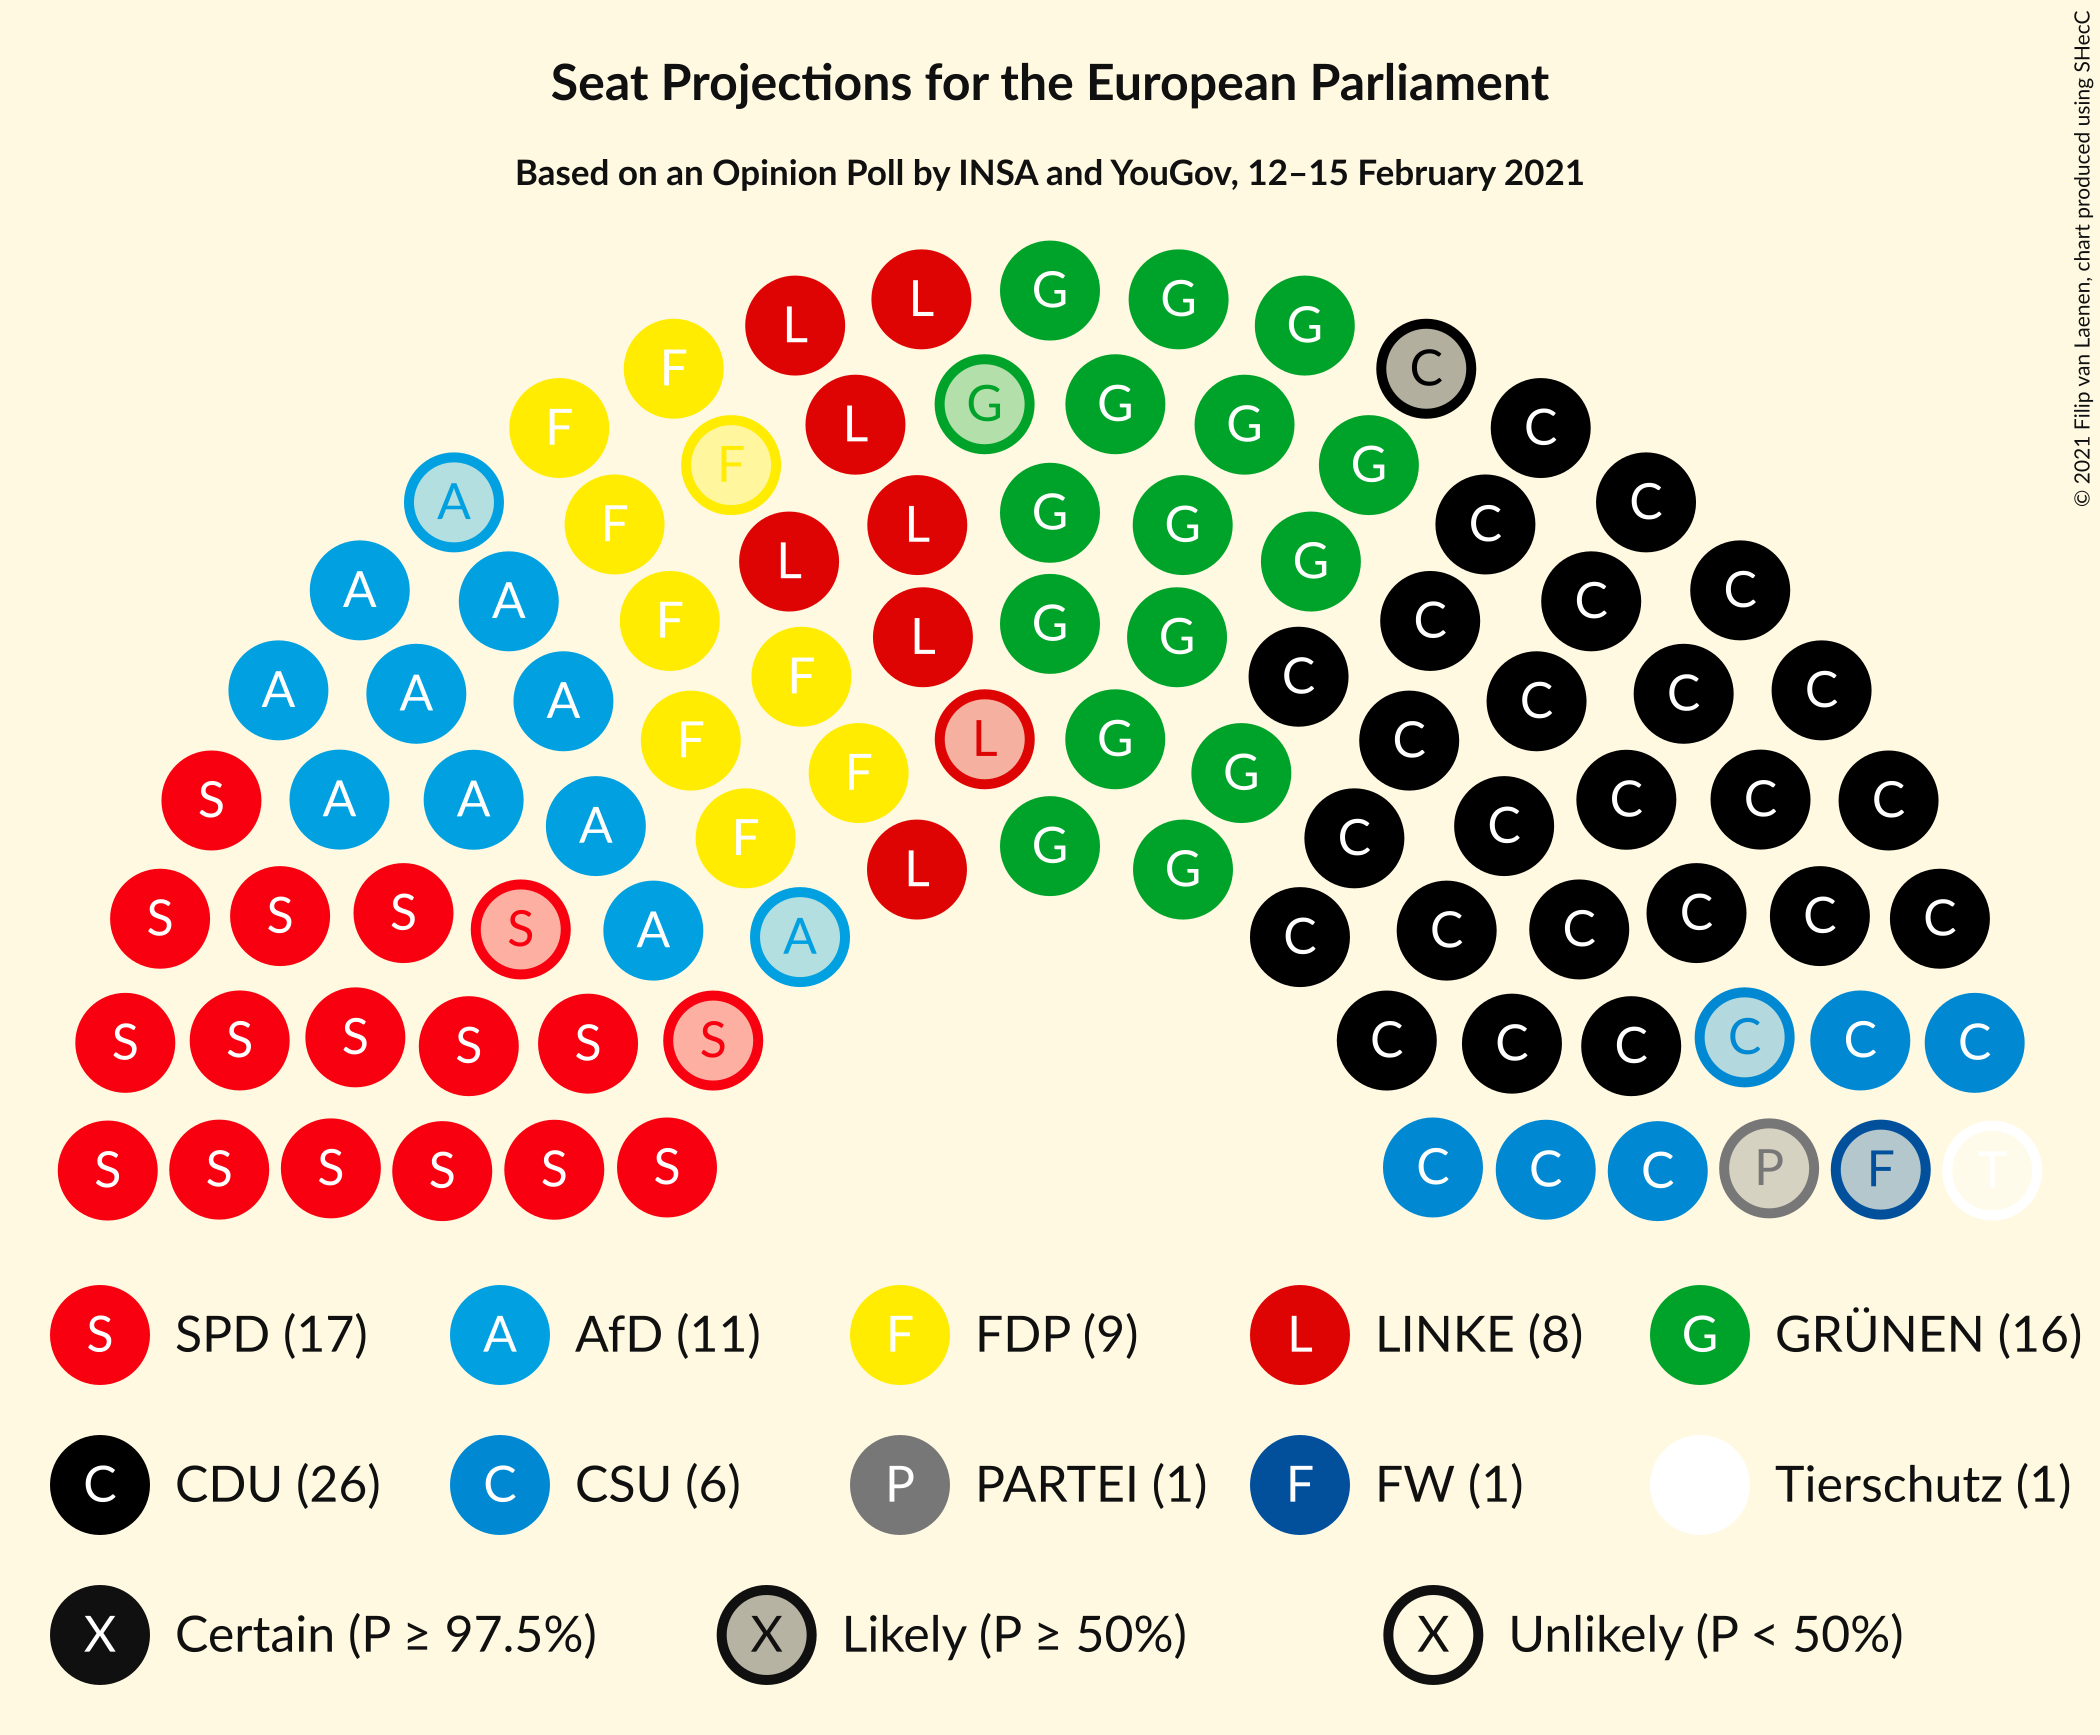 Seat Projections for the European Parliament
Based on an Opinion Poll by INSA and YouGov, 12–15 February 2021
© 2021 Filip van Laenen, chart produced using SHecC
L L G G G C
F F L G G G G C C
A F F L L G G G C C C
A A F L G G C C C C
A A A F F L G G C C C C C
S A A A F F L G G C C C C C
S S S S A A C C C C C C
S S S S S S C C C C C C
S S S S S S C C C P F T
S SPD (17) A AfD (11) F FDP (9) L LINKE (8) G GRÜNEN (16)
C CDU (26) C CSU (6) P PARTEI (1) F FW (1) Tierschutz (1)
X Certain (P ≥ 97.5%) X Likely (P ≥ 50%) X Unlikely (P < 50%)